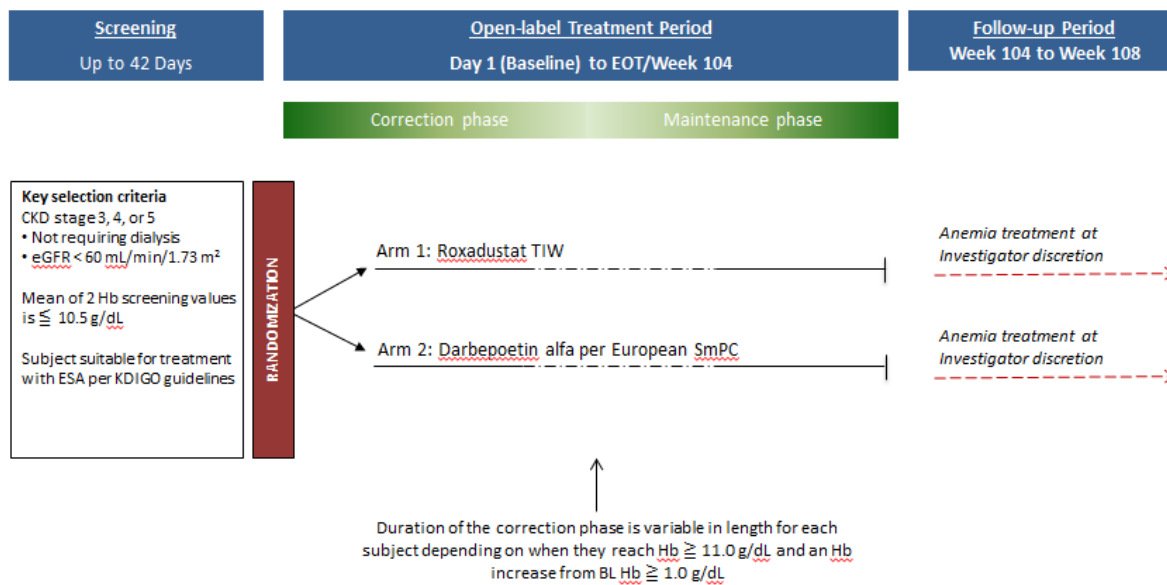 Screening
Up to 42 Days
Open-label Treatment Period
Day 1 (Baseline) to EOT/Week 104
Follow-up Period
Week 104 to Week 108
Correction phase
Maintenance phase
Key selection criteria
CKD stage 3, 4, or 5
• Not requiring dialysis
• eGFR < 60 mL/min/1.73 m²
Mean of 2 Hb screening values
is ≦ 10.5 g/dL
Subject suitable for treatment
with ESA per KDIGO guidelines
RANDOMIZATION
Arm 1: Roxadustat TIW
Anemia treatment at
Investigator discretion
Arm 2: Darbepoetin alfa per European SmPC
Anemia treatment at
Investigator discretion
Duration of the correction phase is variable in length for each
subject depending on when they reach Hb ≧ 11.0 g/dL and an Hb
increase from BL Hb ≧ 1.0 g/dL